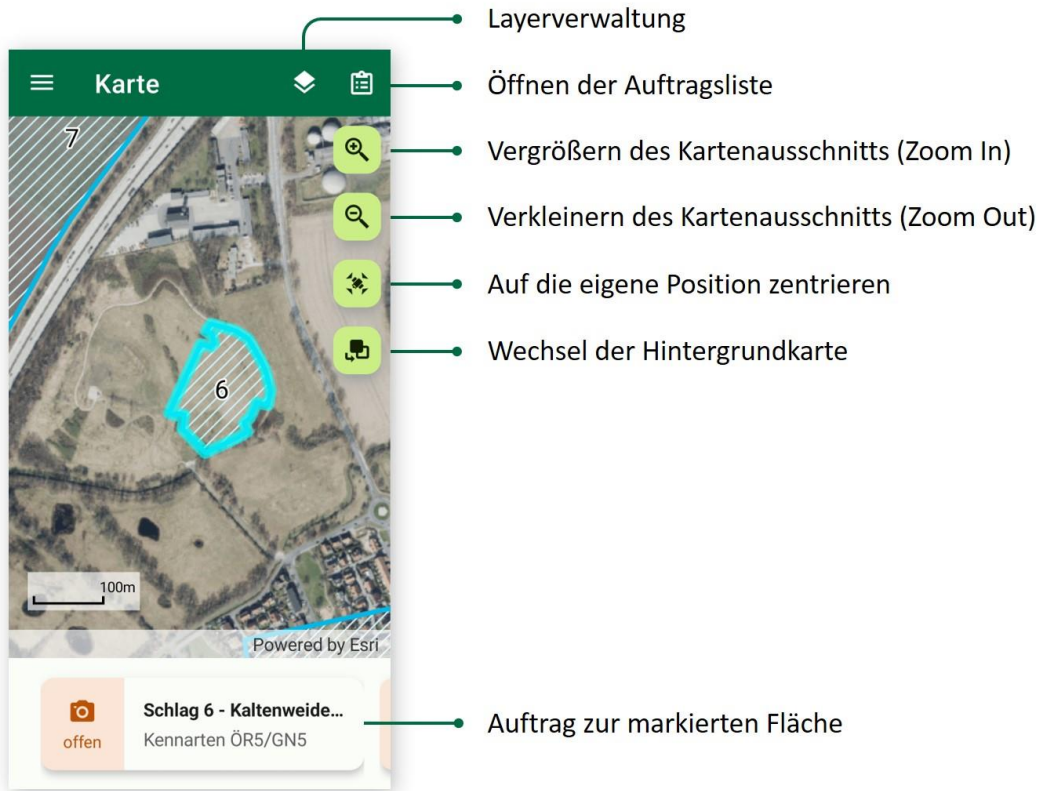 Layerverwaltung
Karte
Öffnen der Auftragsliste
7
Vergrößern des Kartenausschnitts (Zoom In)
Verkleinern des Kartenausschnitts (Zoom Out)
Auf die eigene Position zentrieren
Wechsel der Hintergrundkarte
6
100m
Powered by Esri
Schlag 6 - Kaltenweide...
offen
Kennarten ÖR5/GN5
Auftrag zur markierten Fläche